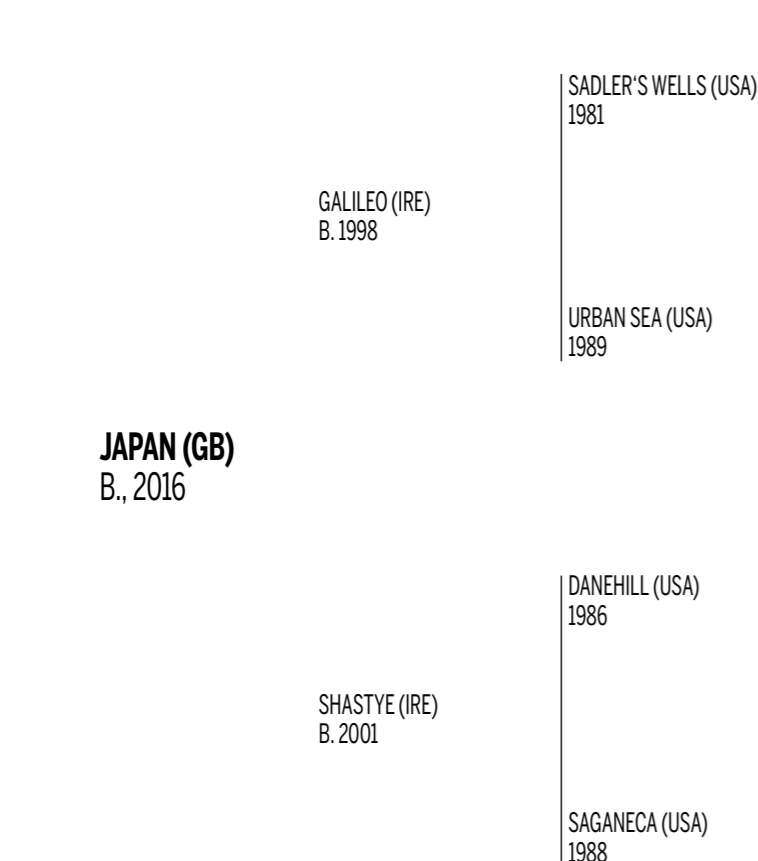 SADLER‘S WELLS (USA)
1981
GALILEO (IRE)
B. 1998
URBAN SEA (USA)
1989
JAPAN (GB)
B., 2016
DANEHILL (USA)
1986
SHASTYE (IRE)
B. 2001
SAGANECA (USA)
1988